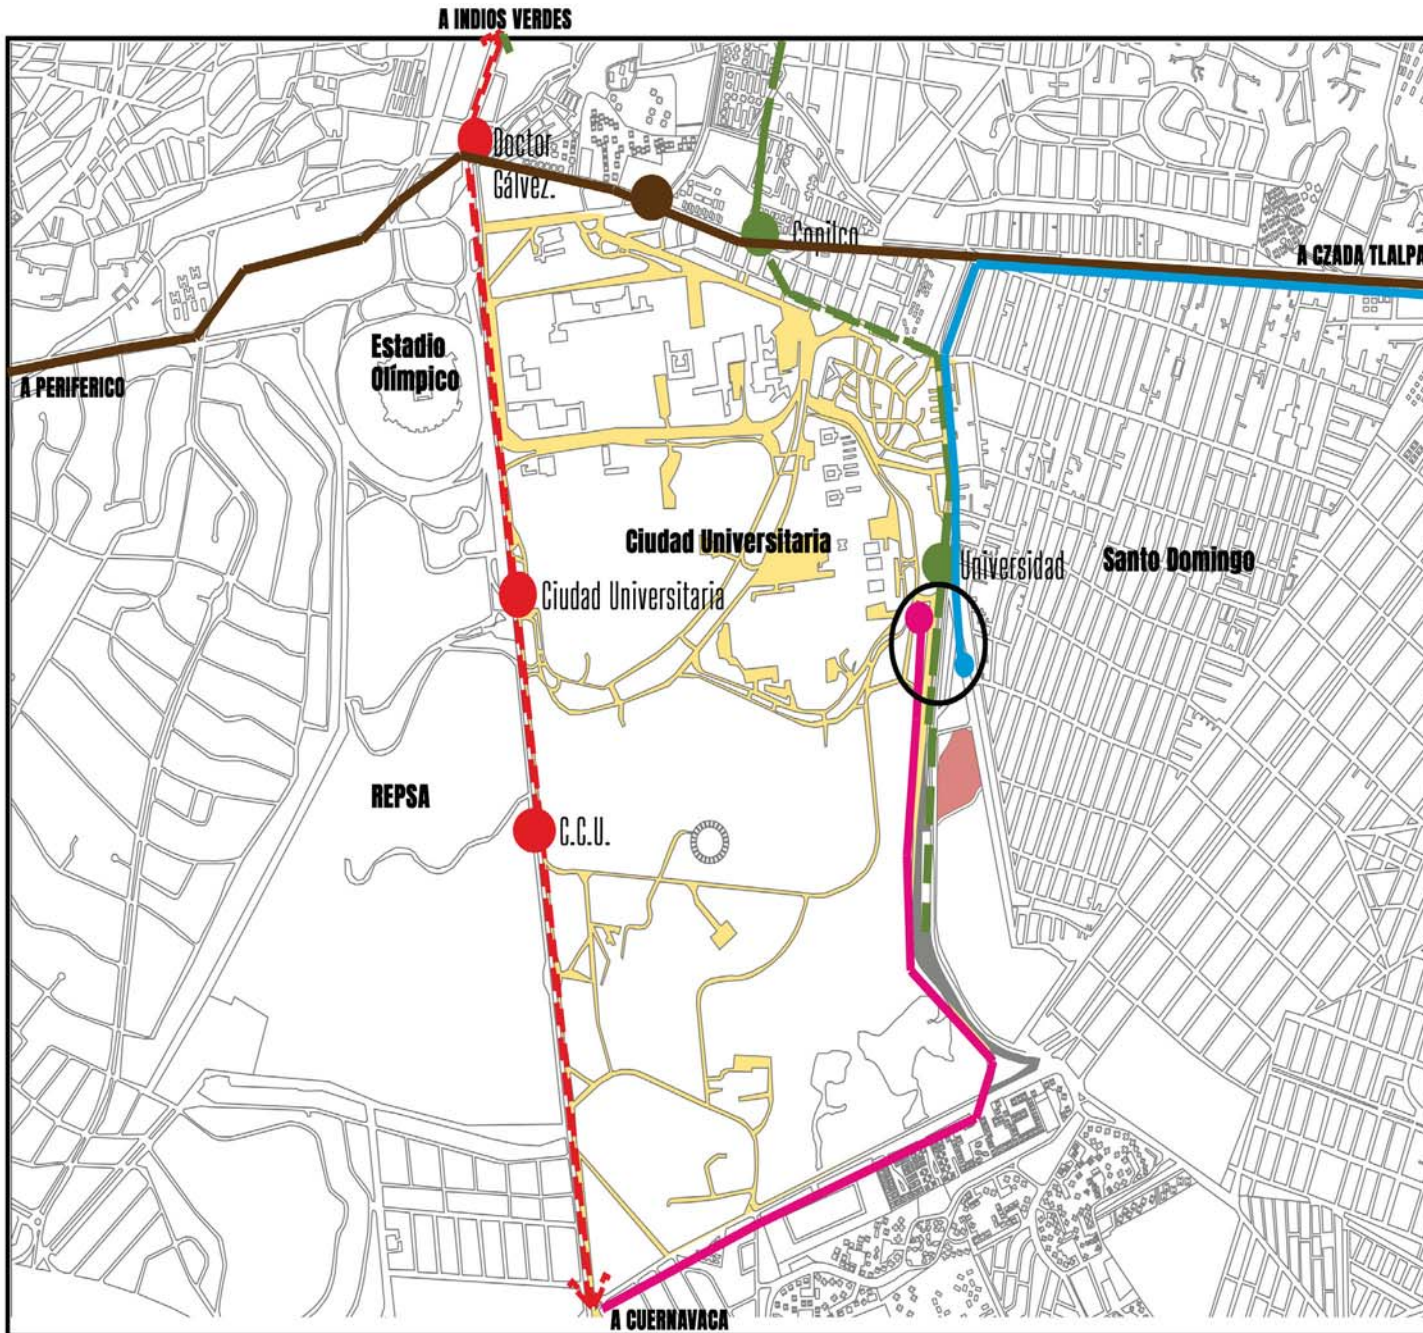 A INDIOS VERDES
Doctor
Gálvez.
Copilco
A CZADA TLALPA
Estadio
Olímpico
A PERIFERICO
Ciudad Universitaria
Universidad
Santo Domingo
Ciudad Universitaria
REPSA
C.C.U.
A CUERNAVACA